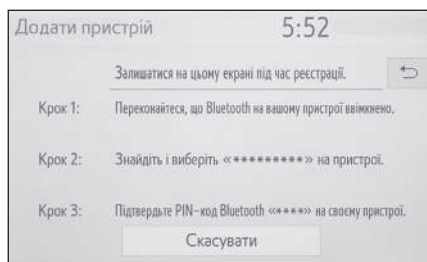 Додати пристрій 5:52
Залишатися на цьому екрані під час реєстрації.
Крок 1: Переконайтеся, що Bluetooth на вашому пристрої ввімкнено.
Крок 2: Знайдіть і виберіть «*********» на пристрої.
Крок 3: Підтвердьте PIN-код Bluetooth «****» на своєму пристрої.
Скасувати